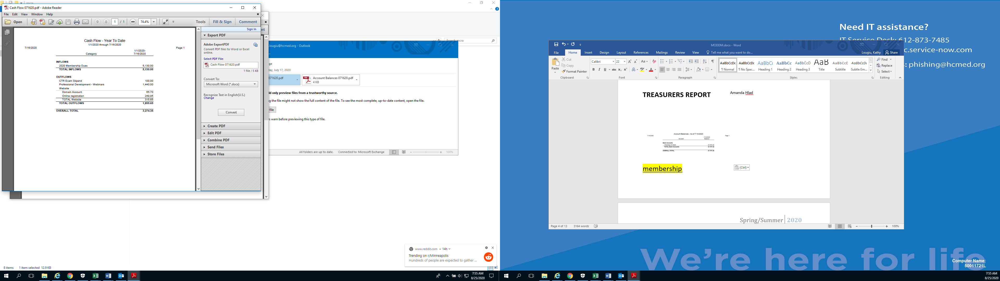 Cash Flow 071620.pdf - Adobe Reader
File Edit View Window Help
Open
1 / 1
74.4%
Tools Fill & Sign Comment
Sign In
Export PDF
Adobe ExportPDF
Convert PDF files to Word or Excel
online.
Select PDF File:
Cash Flow 071620.pdf
1 file / 5 KB
Convert To:
Microsoft Word (*.docx)
Recognize Text in English(U.S.)
Change
Convert
Create PDF
Edit PDF
Combine PDF
Send Files
Store Files
Cash Flow - Year To Date
1/1/2020 through 7/16/2020
7/16/2020 Page 1
1/1/2020-
Category 7/16/2020
INFLOWS
2020 Membership Dues 5,130.00
TOTAL INFLOWS 5,130.00
OUTFLOWS
CTR Exam Stipend 100.00
Professional Development - Webinars 1,440.00
Website
Domain Account 65.70
Online registration 249.95
TOTAL Website 315.65
TOTAL OUTFLOWS 1,855.65
OVERALL TOTAL 3,274.35
mcra
nt
Search mcra
lougiu@hcmed.org - Outlook
ge
day, July 17, 2020
071620.pdf
Account Balances 071620.pdf
4 KB
ld only preview files from a trustworthy source.
ng the file might not show the full content of the file. To see the most complete, up-to-date content, open the file.
file
s warn before previewing this type of file.
All folders are up to date. Connected to: Microsoft Exchange 100%
www.reddit.com • 14h
Trending on r/Minneapolis
Hundreds of people are expected to gather ...
8 items 1 item selected 12.9 KB
7:55 AM
8/25/2020
Need IT assistance?
IT Service Desk: 612-873-7485
c.service-now.com
s: phishing@hcmed.org
MODDM.docx - Word
File Home Insert Design Layout References Mailings Review View Tell me what you want to do...
Lougiu, Kathy Share
Paste
Cut
Copy
Format Painter
Clipboard
Calibri 22
Font
Paragraph
AaBbCcDc AaBbCcDc AaBbC( AaBbCc AaBbCcD AaB AaBbCcC AaBbCcDc
¶ Normal ¶ No Spac... Heading 1 Heading 2 Heading 3 Title Subtitle Subtle Em...
Styles
Find
Replace
Select
Editing
TREASURERS REPORT Amanda Hlad
Account Balances - As of 7/16/2020
7/16/2020 Page 1
7/16/2020
Account Balance
Bank Accounts
TOTAL Bank Accounts
OVERALL TOTAL
membership
(Ctrl)
Spring/Summer 2020
Page 4 of 13 3164 words 100%
We're here for life
Computer Name:
50011721L
7:55 AM
8/25/2020